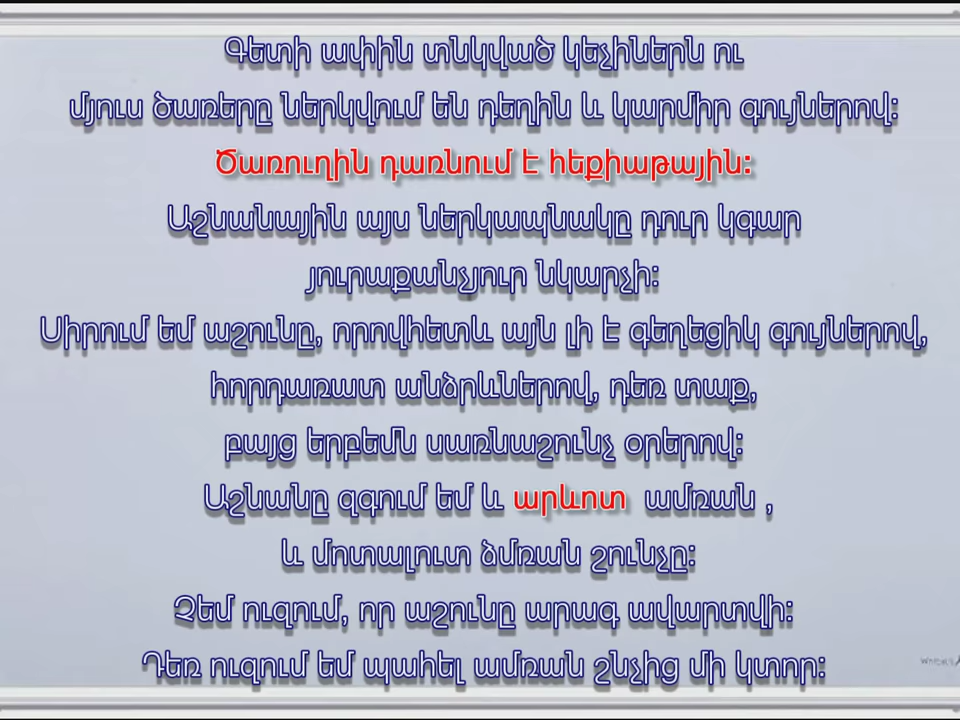 Գետի ափին տնկված կեչիներն ու
մյուս ծառերը ներկվում են դեղին և կարմիր գույներով:
Ծառուղին դառնում է հեքիաթային:
Աշնանային այս ներկապնակը դուր կգար
յուրաքանչյուր նկարչի:
Սիրում եմ աշունը, որովհետև այն լի է գեղեցիկ գույներով,
հորդառատ անձրևներով, դեռ տաք,
բայց երբեմն սառնաշունչ օրերով:
Աշնանը զգում եմ և արևոտ ամռան ,
և մոտալուտ ձմռան շունչը:
Չեմ ուզում, որ աշունը արագ ավարտվի:
Դեռ ուզում եմ պահել ամռան շնչից մի կտոր: